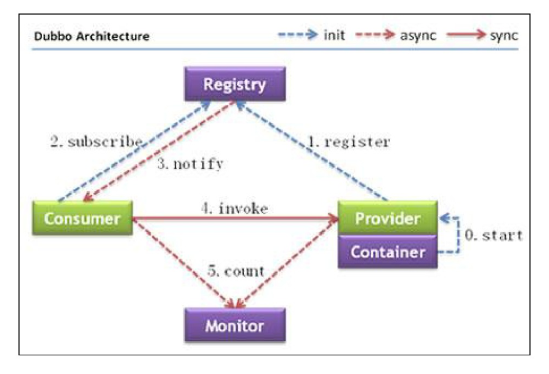 Dubbo Architecture
init
async
sync
Registry
2. subscribe
1. register
3. notify
Consumer
4. invoke
Provider
Container
0. start
5. count
Monitor